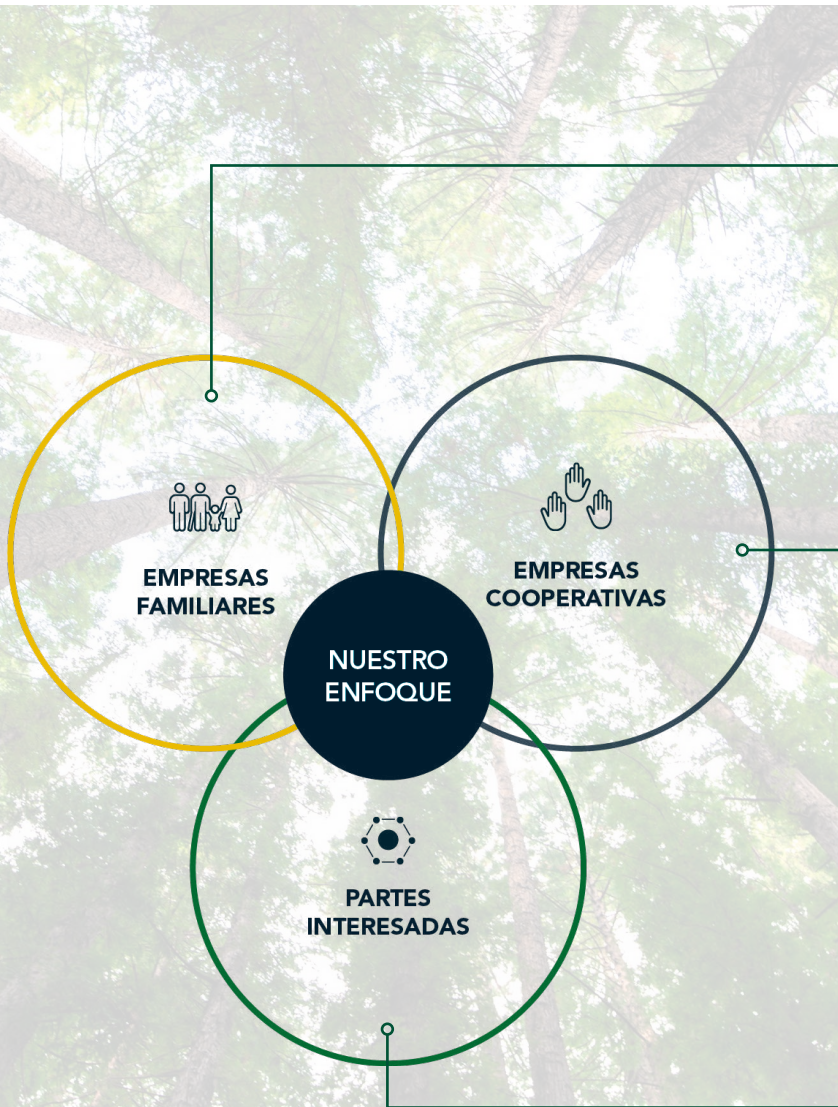 EMPRESAS
FAMILIARES
EMPRESAS
COOPERATIVAS
NUESTRO
ENFOQUE
PARTES
INTERESADAS